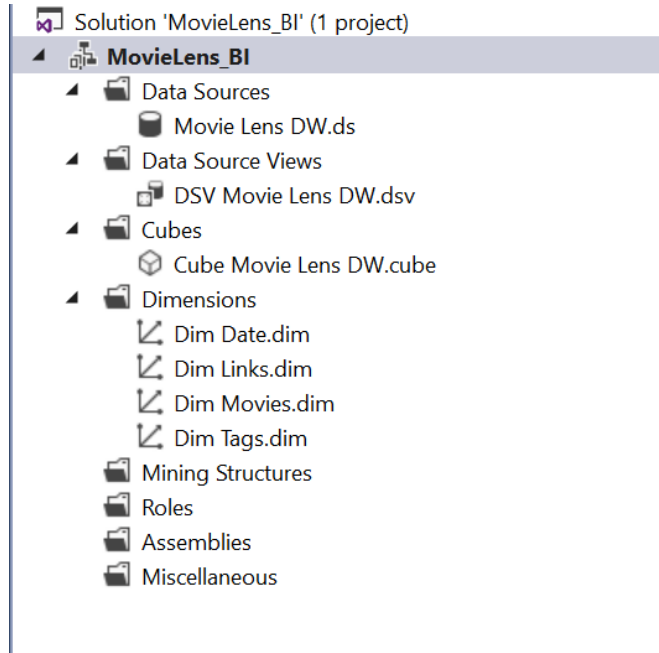 Solution 'MovieLens_BI' (1 project)
MovieLens_BI
Data Sources
Movie Lens DW.ds
Data Source Views
DSV Movie Lens DW.dsv
Cubes
Cube Movie Lens DW.cube
Dimensions
Dim Date.dim
Dim Links.dim
Dim Movies.dim
Dim Tags.dim
Mining Structures
Roles
Assemblies
Miscellaneous